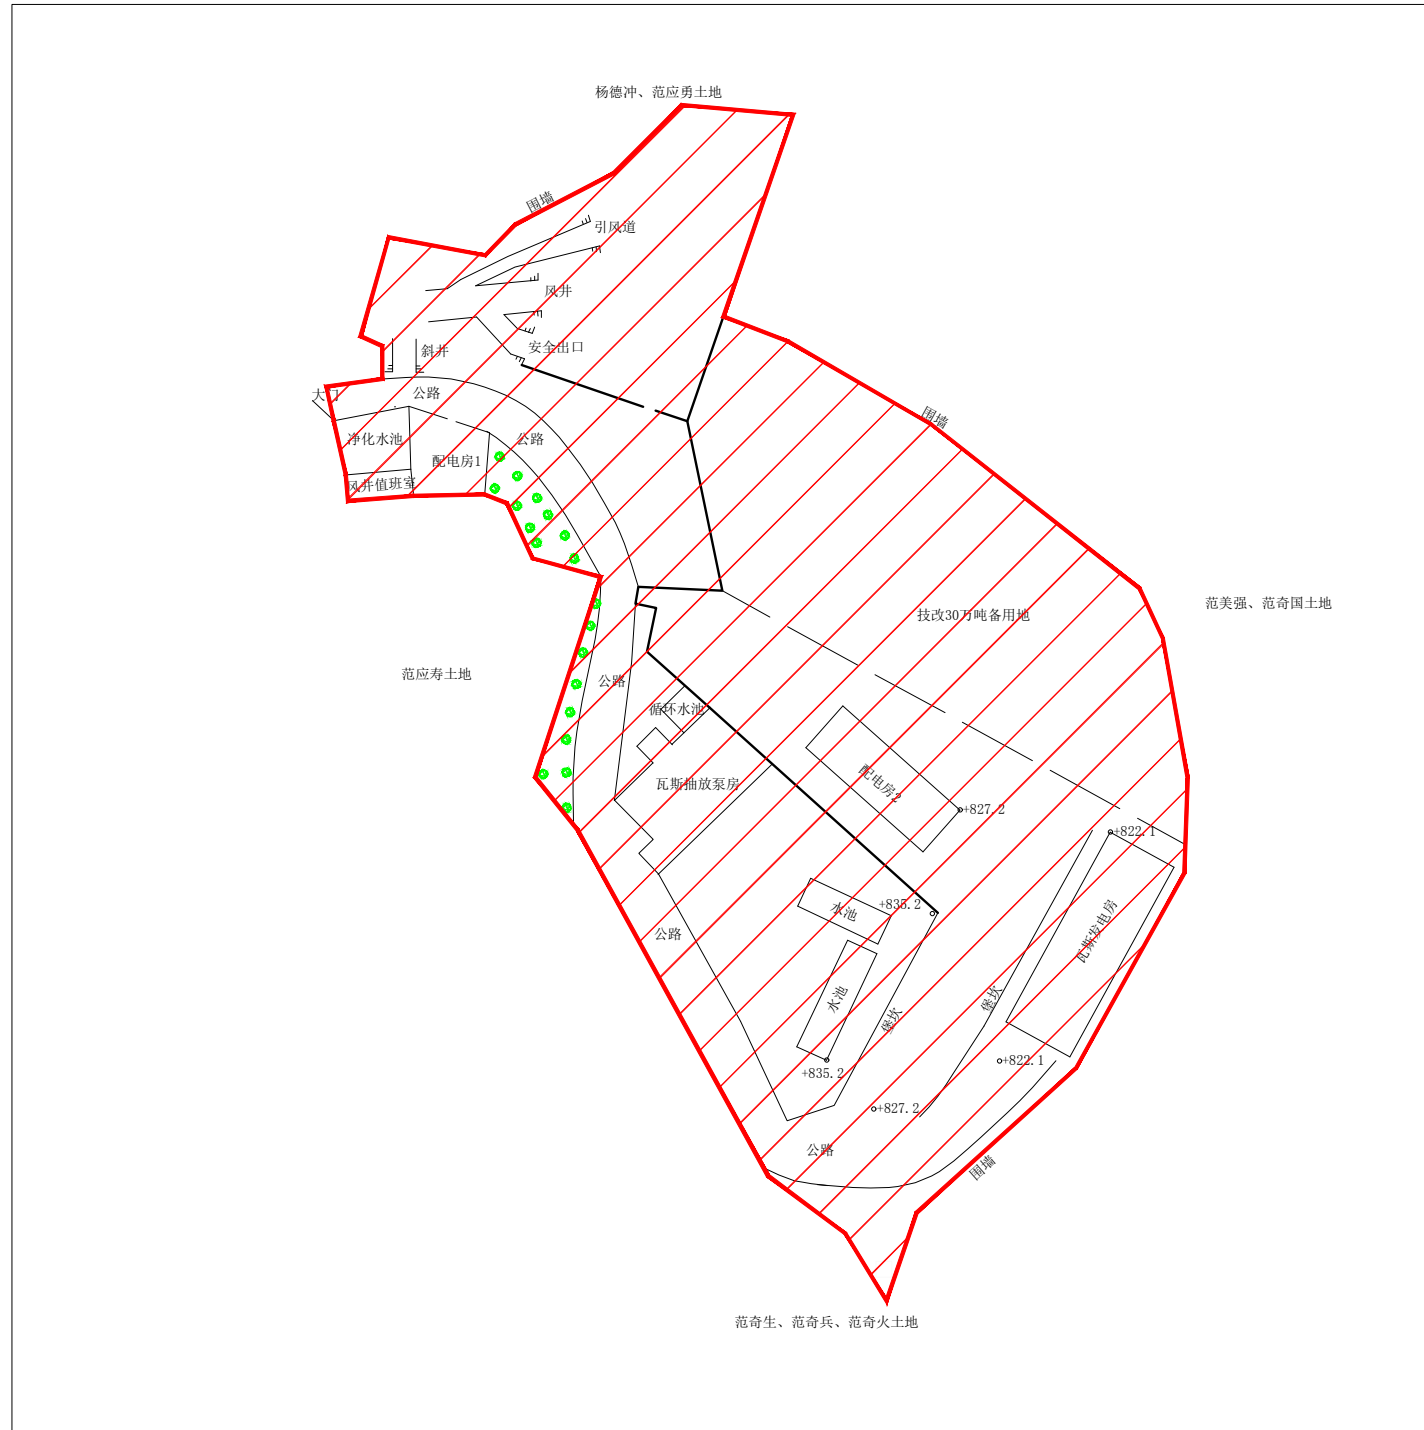 杨德冲、范应勇土地
围墙
引风道
风井
安全出口
斜井
大门
公路
净化水池
公路
配电房1
风井值班室
围墙
范美强、范奇国土地
技改30万吨备用地
范应寿土地
公路
循环水池
瓦斯抽放泵房
配电房2
+827.2
+822.1
+835.2
水池
瓦斯发电房
公路
水池
堡坎
堡坎
+822.1
+835.2
+827.2
公路
围墙
范奇生、范奇兵、范奇火土地